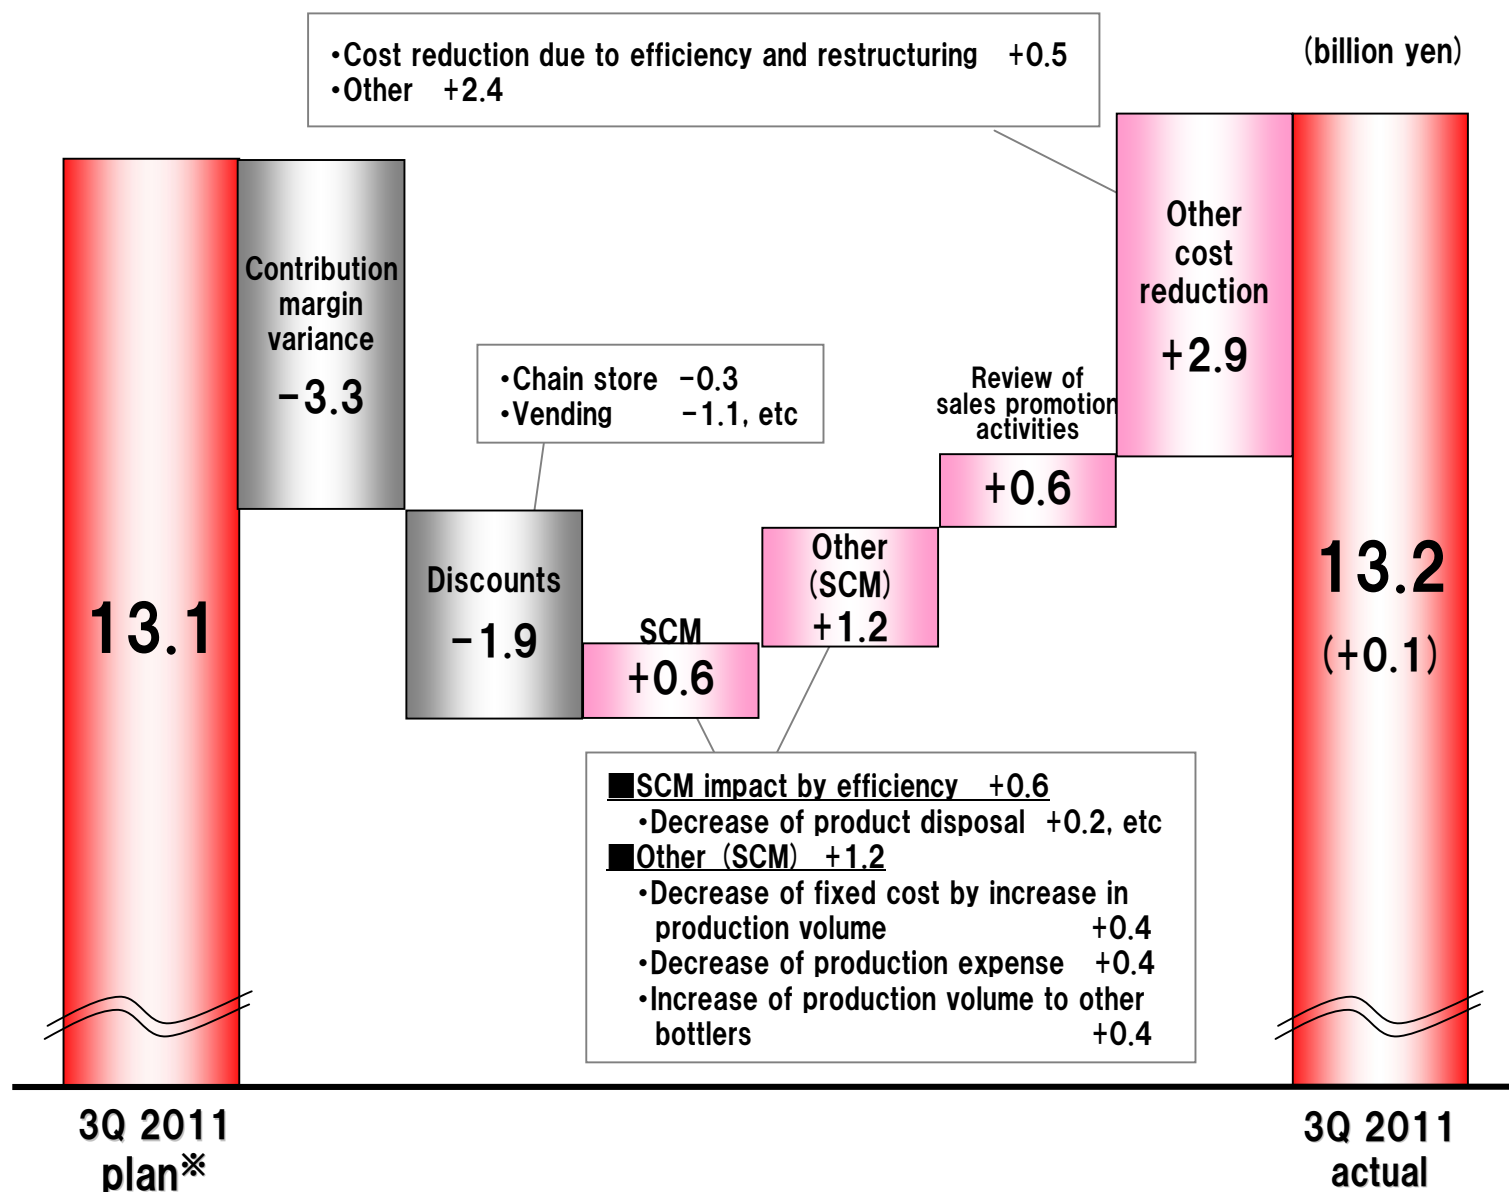 ・Cost reduction due to efficiency and restructuring +0.5
・Other +2.4
(billion yen)
13.1
Contribution
margin
variance
−3.3
・Chain store −0.3
・Vending −1.1, etc
Discounts
−1.9
SCM
+0.6
Other
(SCM)
+1.2
Review of
sales promotion
activities
+0.6
Other
cost
reduction
+2.9
13.2
(+0.1)
■SCM impact by efficiency +0.6
・Decrease of product disposal +0.2, etc
■Other (SCM) +1.2
・Decrease of fixed cost by increase in
production volume +0.4
・Decrease of production expense +0.4
・Increase of production volume to other
bottlers +0.4
3Q 2011
plan※
3Q 2011
actual